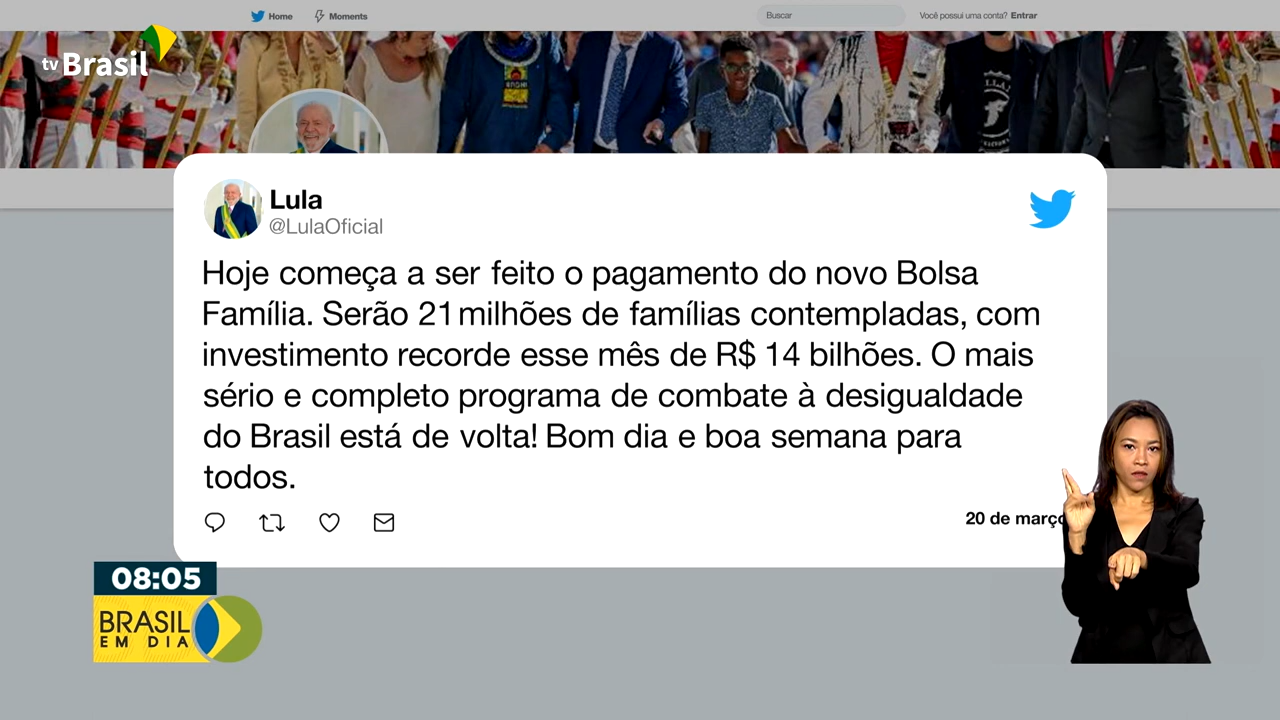 Home
Moments
Buscar
Você possui uma conta? Entrar
tv Brasil
Lula
@LulaOficial
Hoje começa a ser feito o pagamento do novo Bolsa
Família. Serão 21 milhões de famílias contempladas, com
investimento recorde esse mês de R$ 14 bilhões. O mais
sério e completo programa de combate à desigualdade
do Brasil está de volta! Bom dia e boa semana para
todos.
20 de março
08:05
BRASIL
EM DIA